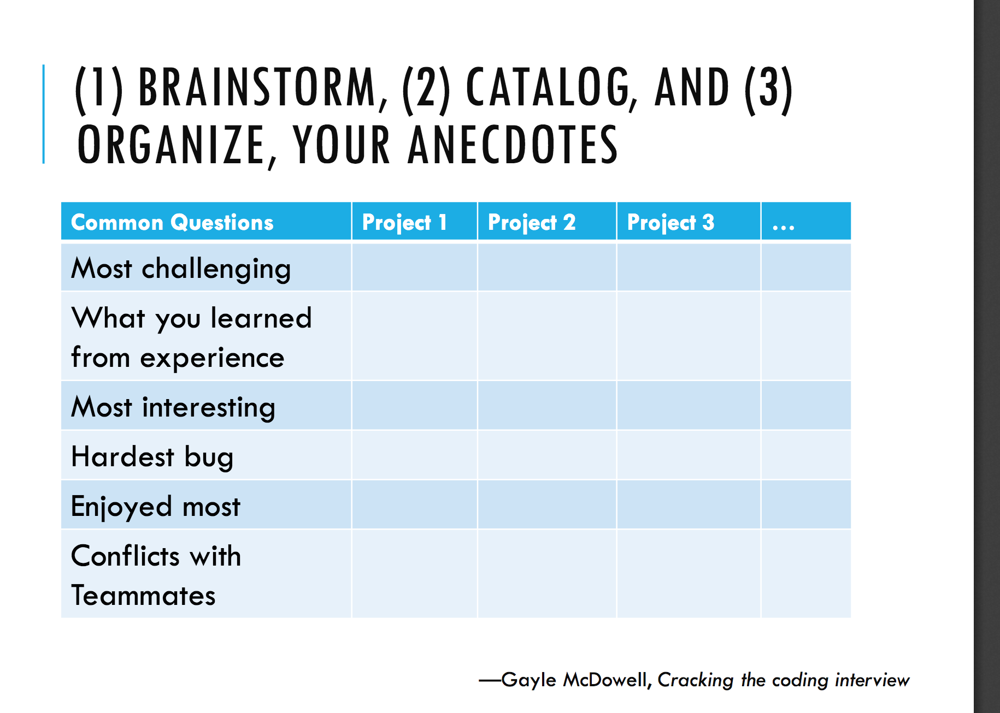 (1) BRAINSTORM, (2) CATALOG, AND (3)
ORGANIZE, YOUR ANECDOTES
Common Questions Project 1 Project 2 Project 3 ...
Most challenging
What you learned
from experience
Most interesting
Hardest bug
Enjoyed most
Conflicts with
Teammates
—Gayle McDowell, Cracking the coding interview